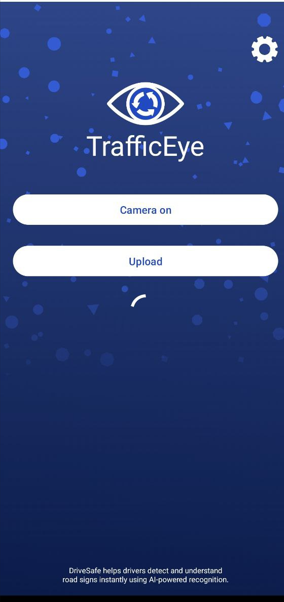 TrafficEye
Camera on
Upload
DriveSafe helps drivers detect and understand
road signs instantly using AI-powered recognition.